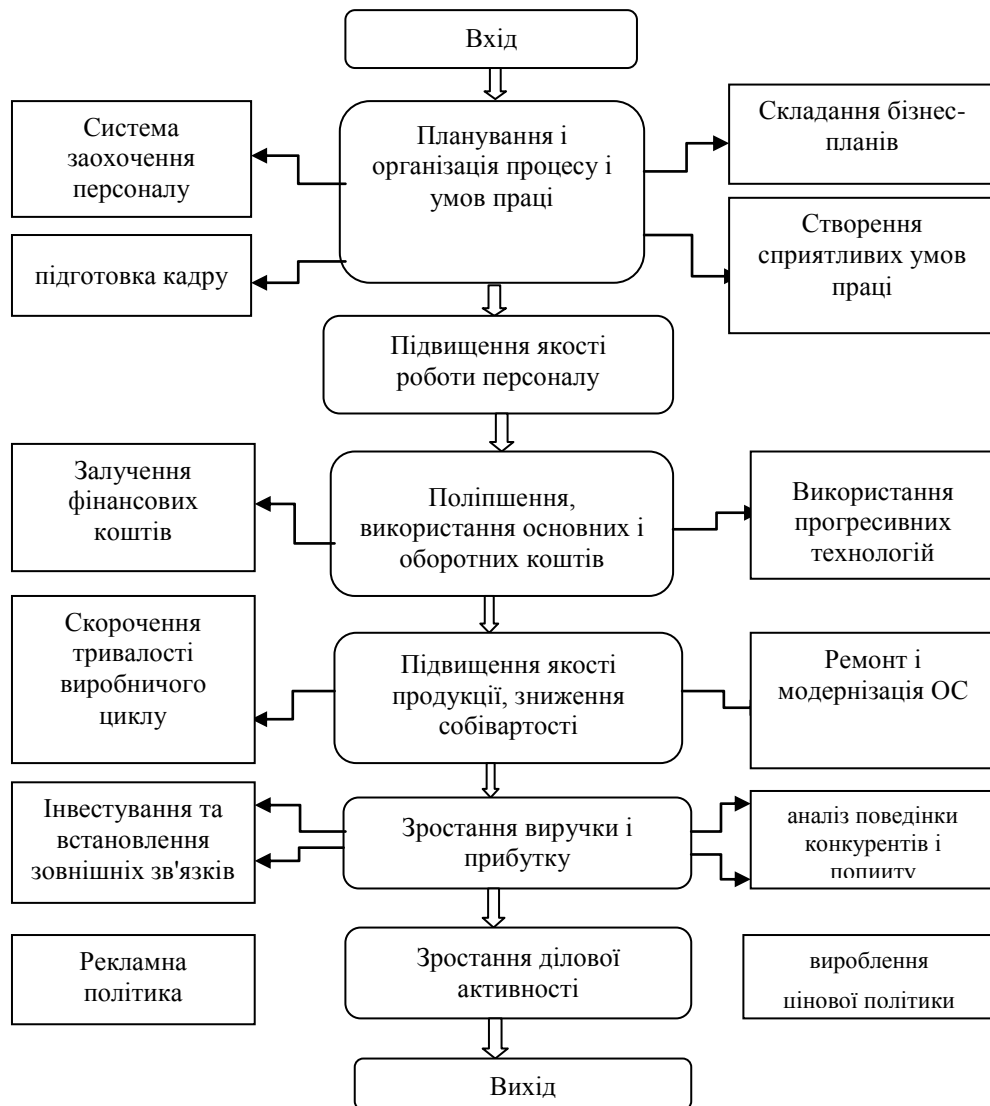 Вхід
Система
заохочення
персоналу
Планування і
організація процесу і
умов праці
Складання бізнес-
планів
підготовка кадру
Створення
сприятливих умов
праці
Підвищення якості
роботи персоналу
Залучення
фінансових
коштів
Поліпшення,
використання основних і
оборотних коштів
Використання
прогресивних
технологій
Скорочення
тривалості
виробничого
циклу
Підвищення якості
продукції, зниження
собівартості
Ремонт і
модернізація ОС
Інвестування та
встановлення
зовнішніх зв'язків
Зростання виручки і
прибутку
аналіз поведінки
конкурентів і
Рекламна
політика
Зростання ділової
активності
вироблення
цінової політики
Вихід